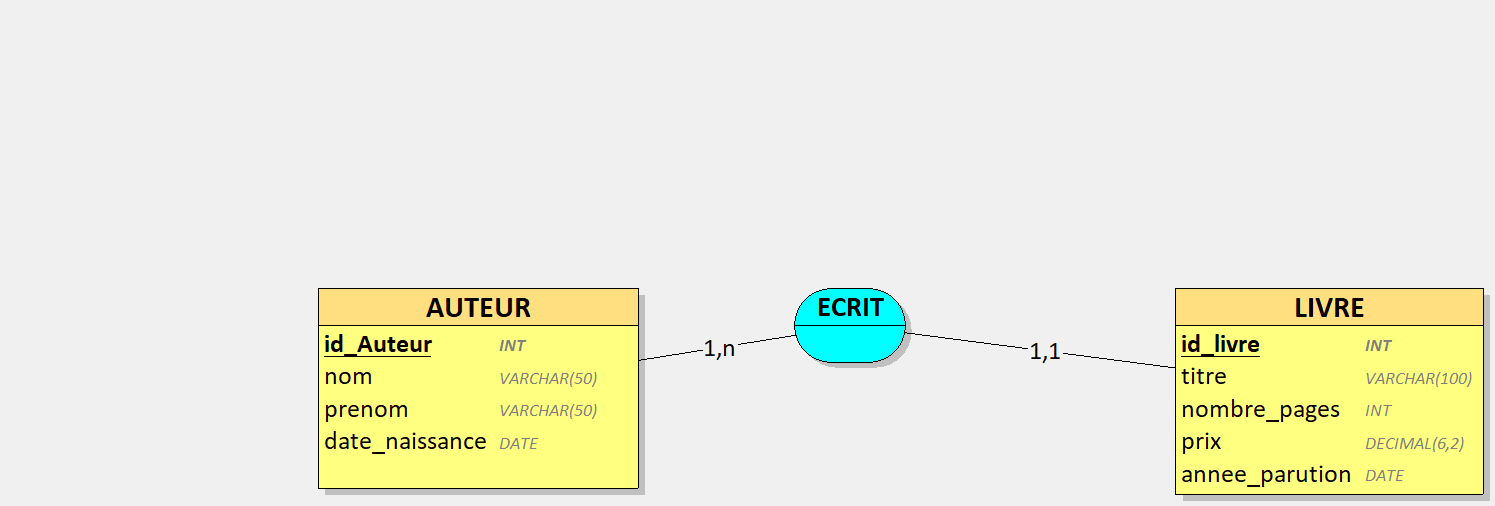 AUTEUR
id_Auteur INT
nom VARCHAR(50)
prenom VARCHAR(50)
date_naissance DATE
1,n
ECRIT
1,1
LIVRE
id_livre INT
titre VARCHAR(100)
nombre_pages INT
prix DECIMAL(6,2)
annee_parution DATE